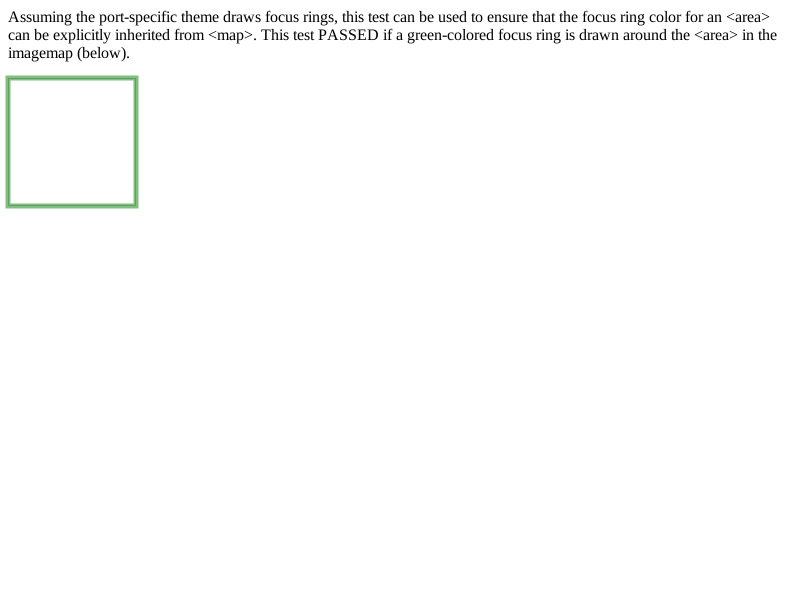 Assuming the port-specific theme draws focus rings, this test can be used to ensure that the focus ring color for an <area>
can be explicitly inherited from <map>. This test PASSED if a green-colored focus ring is drawn around the <area> in the
imagemap (below).